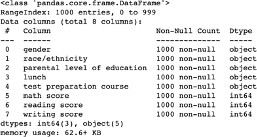 <class 'pandas.core.frame.DataFrame'>
RangeIndex: 1000 entries, 0 to 999
Data columns (total 8 columns):
 #   Column                       Non-Null Count  Dtype
---  ------                       --------------  -----
 0   gender                       1000 non-null   object
 1   race/ethnicity               1000 non-null   object
 2   parental level of education  1000 non-null   object
 3   lunch                        1000 non-null   object
 4   test preparation course      1000 non-null   object
 5   math score                   1000 non-null   int64
 6   reading score                1000 non-null   int64
 7   writing score                1000 non-null   int64
dtypes: int64(3), object(5)
memory usage: 62.6+ KB